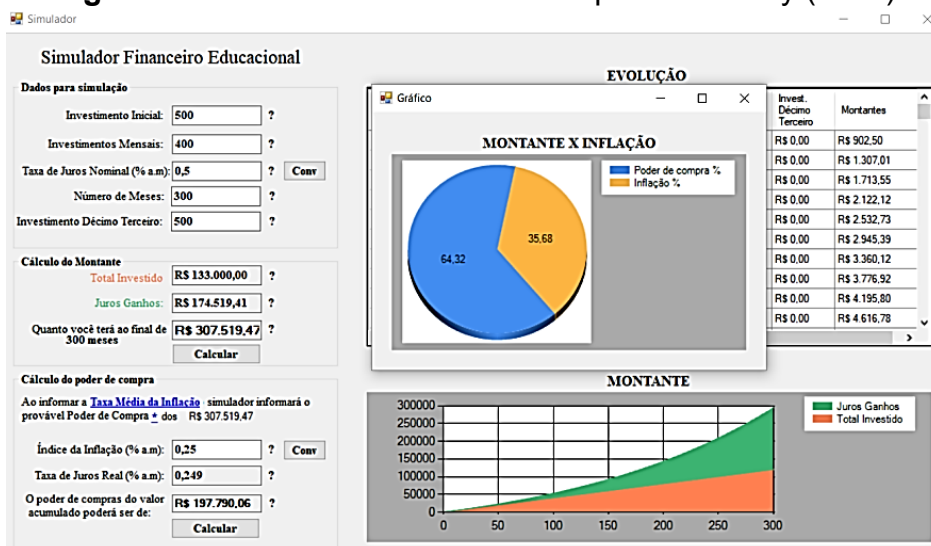 Simulador
Simulador Financeiro Educacional
Dados para simulação
Investimento Inicial: 500 ?
Investimentos Mensais: 400 ?
Taxa de Juros Nominal (% a.m): 0,5 ? Conv
Número de Meses: 300 ?
Investimento Décimo Terceiro: 500 ?
Cálculo do Montante
Total Investido R$ 133.000,00 ?
Juros Ganhos: R$ 174.519,41 ?
Quanto você terá ao final de
300 meses
R$ 307.519,47 ?
Calcular
Cálculo do poder de compra
Ao informar a Taxa Média da Inflação simulador informará o
provável Poder de Compra * dos R$ 307.519,47
Índice da Inflação (% a.m): 0,25 ? Conv
Taxa de Juros Real (% a.m): 0,249 ?
O poder de compras do valor
acumulado poderá ser de:
R$ 197.790,06 ?
Calcular
EVOLUÇÃO
Invest.
Décimo
Terceiro
Montantes
R$ 0,00 R$ 902,50
R$ 0,00 R$ 1.307,01
R$ 0,00 R$ 1.713,55
R$ 0,00 R$ 2.122,12
R$ 0,00 R$ 2.532,73
R$ 0,00 R$ 2.945,39
R$ 0,00 R$ 3.360,12
R$ 0,00 R$ 3.776,92
R$ 0,00 R$ 4.195,80
R$ 0,00 R$ 4.616,78
Gráfico
MONTANTE X INFLAÇÃO
Poder de compra %
Inflação %
35,68
64,32
MONTANTE
300000
250000
200000
150000
100000
50000
0
0 50 100 150 200 250 300
Juros Ganhos
Total Investido